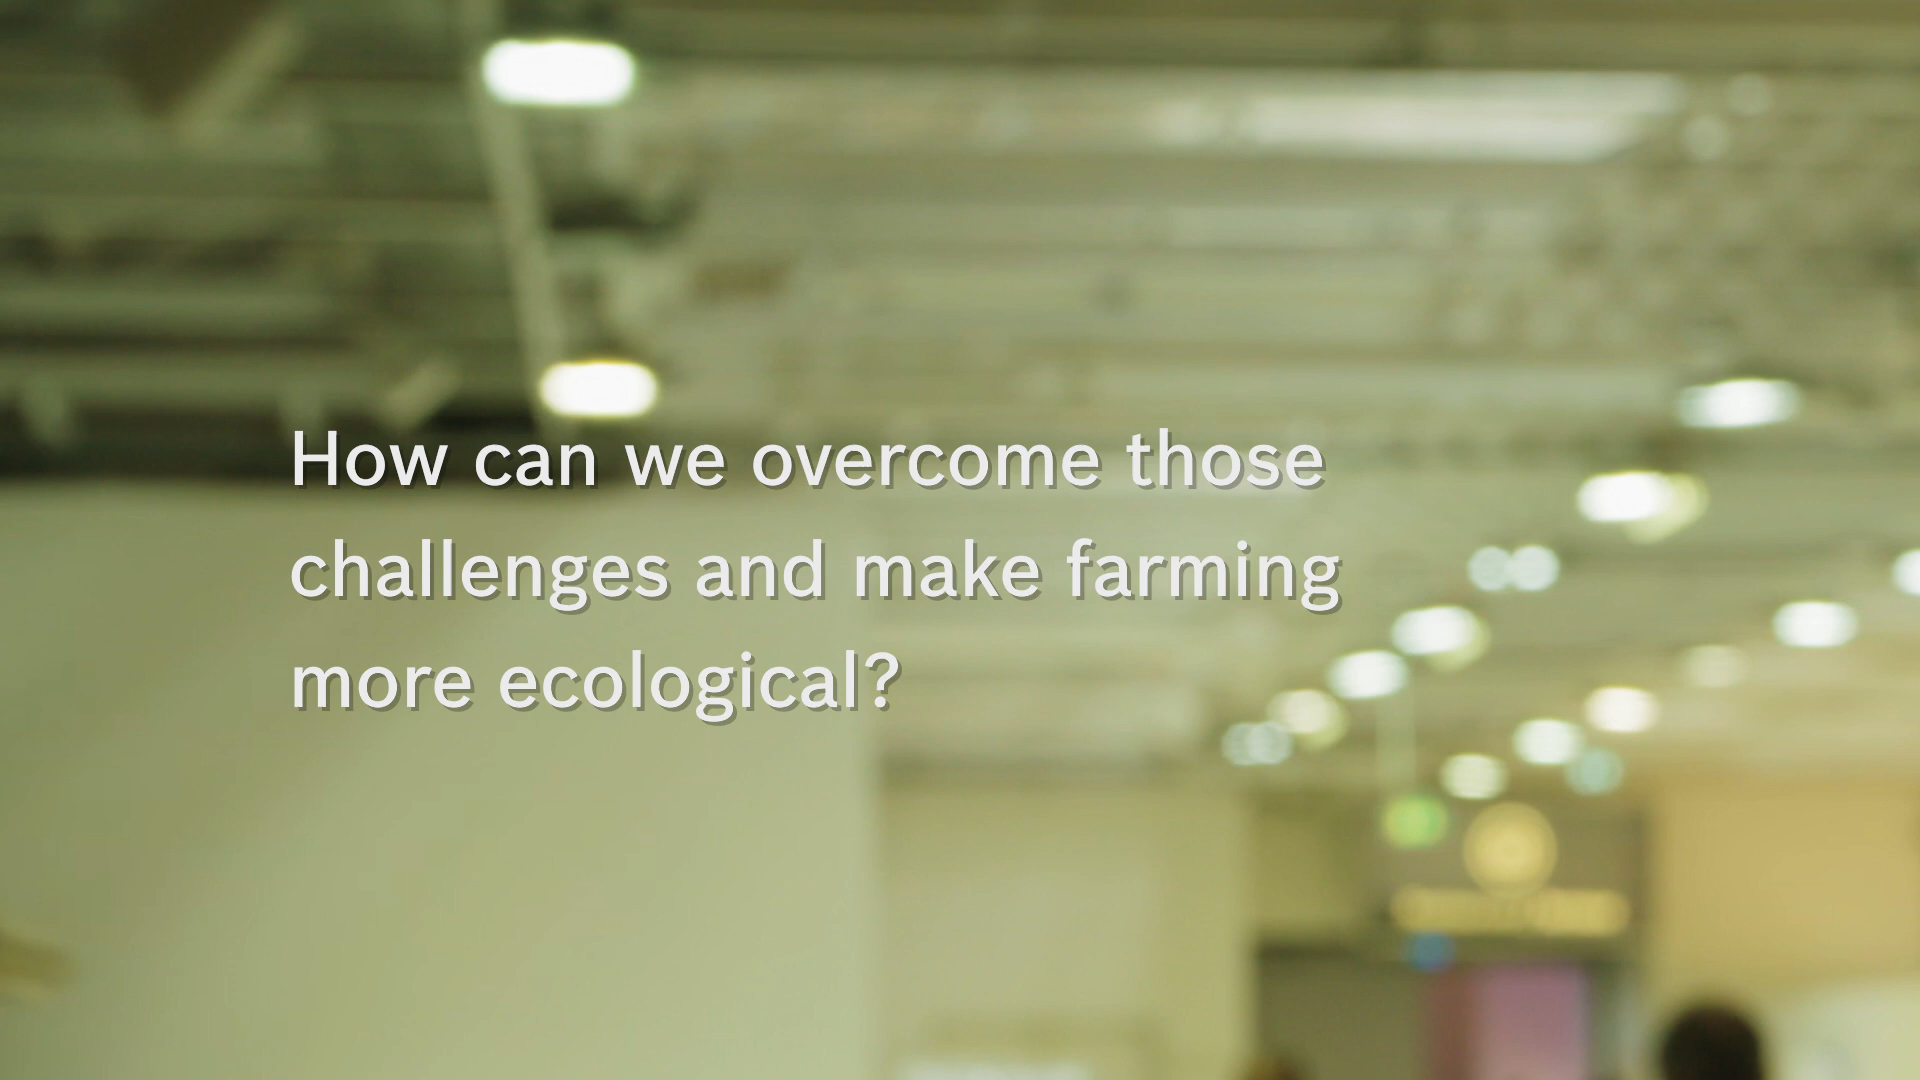 How can we overcome those
challenges and make farming
more ecological?